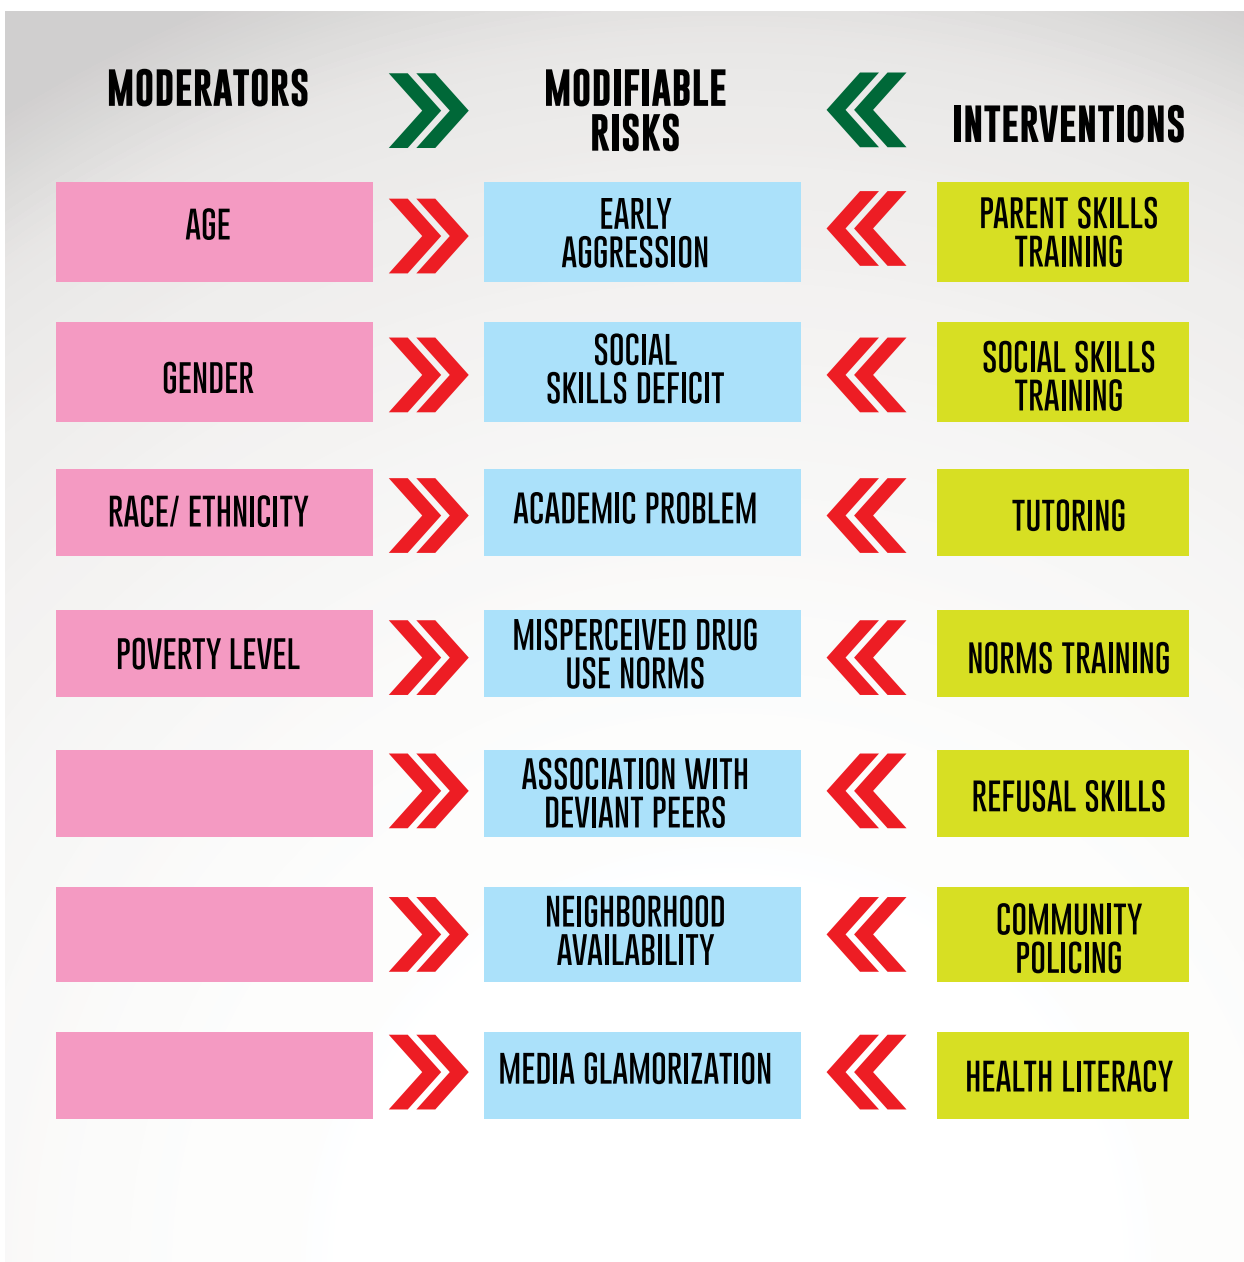 MODERATORS
MODIFIABLE
RISKS
INTERVENTIONS
AGE
EARLY
AGGRESSION
PARENT SKILLS
TRAINING
GENDER
SOCIAL
SKILLS DEFICIT
SOCIAL SKILLS
TRAINING
RACE/ ETHNICITY
ACADEMIC PROBLEM
TUTORING
POVERTY LEVEL
MISPERCEIVED DRUG
USE NORMS
NORMS TRAINING
ASSOCIATION WITH
DEVIANT PEERS
REFUSAL SKILLS
NEIGHBORHOOD
AVAILABILITY
COMMUNITY
POLICING
MEDIA GLAMORIZATION
HEALTH LITERACY